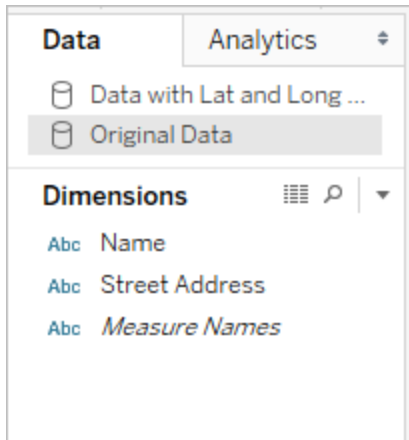 Data Analytics
Data with Lat and Long ...
Original Data
Dimensions
Abc Name
Abc Street Address
Abc Measure Names